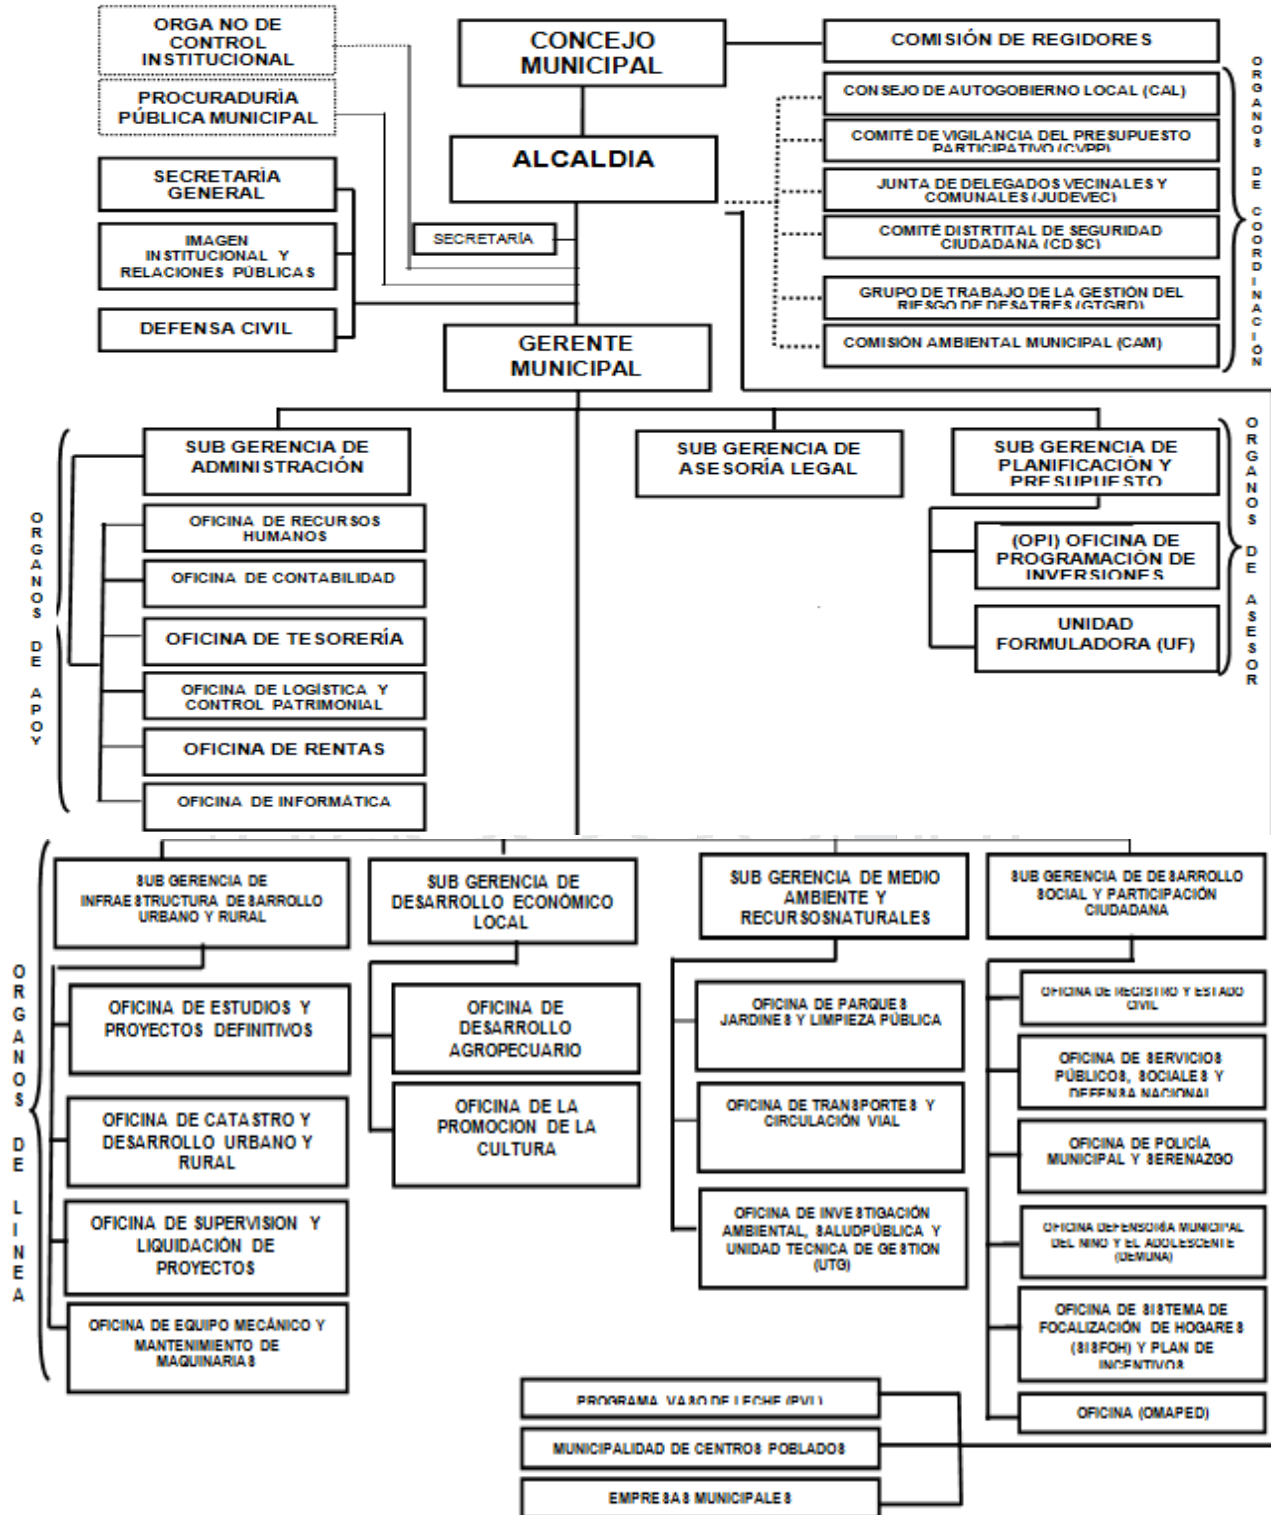 ORGA NO DE
CONTROL
INSTITUCIONAL
PROCURADURÍA
PÚBLICA MUNICIPAL
SECRETARÍA
GENERAL
IMAGEN
INSTITUCIONAL Y
RELACIONES PÚBLICAS
DEFENSA CIVIL
CONCEJO
MUNICIPAL
ALCALDIA
SECRETARÍA
GERENTE
MUNICIPAL
COMISIÓN DE REGIDORES
CONSEJO DE AUTOGOBIERNO LOCAL (CAL)
COMITÉ DE VIGILANCIA DEL PRESUPUESTO
PARTICIPATIVO (CVPP)
JUNTA DE DELEGADOS VECINALES Y
COMUNALES (JUDEVEC)
COMITÉ DISTRTITAL DE SEGURIDAD
CIUDADANA (CDSC)
GRUPO DE TRABAJO DE LA GESTIÓN DEL
RIESGO DE DESATRES (GTGRD)
COMISIÓN AMBIENTAL MUNICIPAL (CAM)
ORGANOS DE COORDINACIÓN
SUB GERENCIA DE
ADMINISTRACIÓN
OFICINA DE RECURSOS
HUMANOS
OFICINA DE CONTABILIDAD
OFICINA DE TESORERÍA
OFICINA DE LOGÍSTICA Y
CONTROL PATRIMONIAL
OFICINA DE RENTAS
OFICINA DE INFORMÁTICA
ORGANOS DE APOY
SUB GERENCIA DE
ASESORÍA LEGAL
SUB GERENCIA DE
PLANIFICACIÓN Y
PRESUPUESTO
(OPI) OFICINA DE
PROGRAMACIÓN DE
INVERSIONES
UNIDAD
FORMULADORA (UF)
ORGANOS DE ASESOR
ORGANOS DE LINEA
SUB GERENCIA DE
INFRAESTRUCTURA DESARROLLO
URBANO Y RURAL
OFICINA DE ESTUDIOS Y
PROYECTOS DEFINITIVOS
OFICINA DE CATASTRO Y
DESARROLLO URBANO Y
RURAL
OFICINA DE SUPERVISION Y
LIQUIDACIÓN DE
PROYECTOS
OFICINA DE EQUIPO MECÁNICO Y
MANTENIMIENTO DE
MAQUINARIAS
SUB GERENCIA DE
DESARROLLO ECONÓMICO
LOCAL
OFICINA DE
DESARROLLO
AGROPECUARIO
OFICINA DE LA
PROMOCION DE LA
CULTURA
SUB GERENCIA DE MEDIO
AMBIENTE Y
RECURSOSNATURALES
OFICINA DE PARQUES
JARDINES Y LIMPIEZA PÚBLICA
OFICINA DE TRANSPORTES Y
CIRCULACIÓN VIAL
OFICINA DE INVESTIGACIÓN
AMBIENTAL, SALUDPÚBLICA Y
UNIDAD TECNICA DE GESTION
(UTG)
SUB GERENCIA DE DESARROLLO
SOCIAL Y PARTICIPACIÓN
CIUDADANA
OFICINA DE REGISTRO Y ESTADO
CIVIL
OFICINA DE SERVICIOS
PÚBLICOS, SOCIALES Y
DEFENSA NACIONAL
OFICINA DE POLICÍA
MUNICIPAL Y SERENAZGO
OFICINA DEFENSORÍA MUNICIPAL
DEL NINO Y EL ADOLESCENTE
(DEMUNA)
OFICINA DE SISTEMA DE
FOCALIZACIÓN DE HOGARES
(SISFOH) Y PLAN DE
INCENTIVOS
OFICINA (OMAPED)
PROGRAMA VASO DE LECHE (PVL)
MUNICIPALIDAD DE CENTROS POBLADOS
EMPRESAS MUNICIPALES